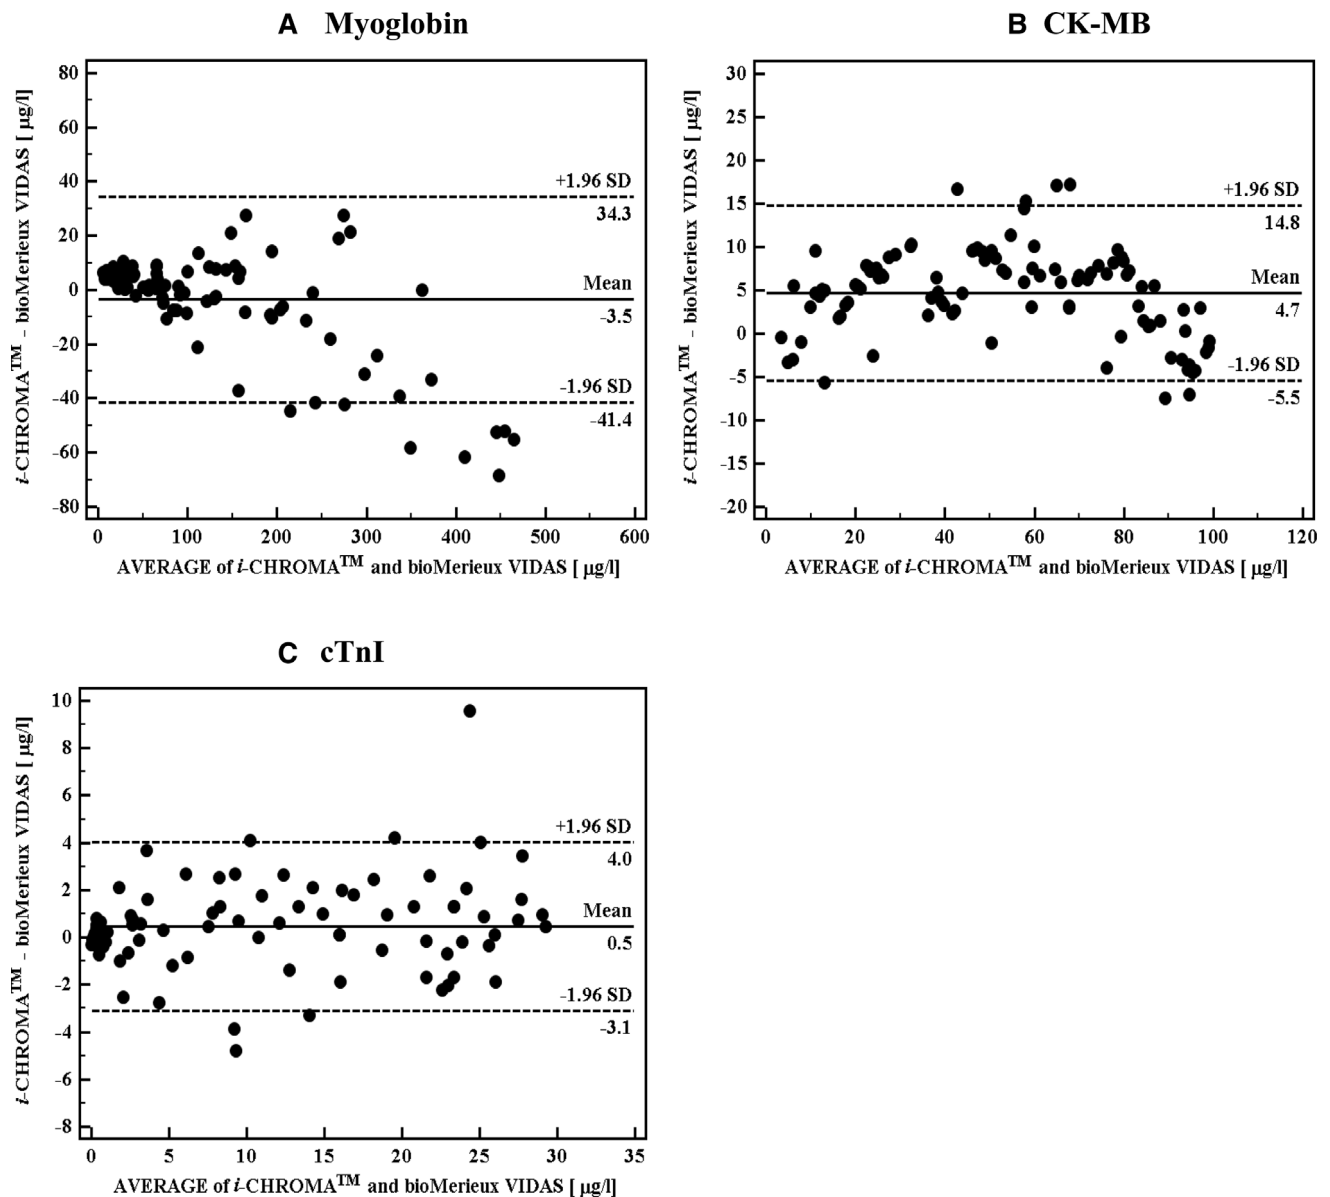 A Myoglobin
i-CHROMA™ - bioMerieux VIDAS [ µg/l]
80
60
40
20
0
-20
-40
-60
-80
+1.96 SD
34.3
Mean
-3.5
-1.96 SD
-41.4
0 100 200 300 400 500 600
AVERAGE of i-CHROMA™ and bioMerieux VIDAS [ µg/l]
B CK-MB
i-CHROMA™ - bioMerieux VIDAS [ µg/l]
30
25
20
15
10
5
0
-5
-10
-15
-20
+1.96 SD
14.8
Mean
4.7
-1.96 SD
-5.5
0 20 40 60 80 100 120
AVERAGE of i-CHROMA™ and bioMerieux VIDAS [ µg/l]
C cTnI
i-CHROMA™ - bioMerieux VIDAS [ µg/l]
10
8
6
4
2
0
-2
-4
-6
-8
+1.96 SD
4.0
Mean
0.5
-1.96 SD
-3.1
0 5 10 15 20 25 30 35
AVERAGE of i-CHROMA™ and bioMerieux VIDAS [ µg/l]